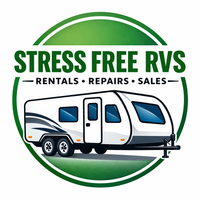 STRESS FREE RVS
RENTALS • REPAIRS • SALES